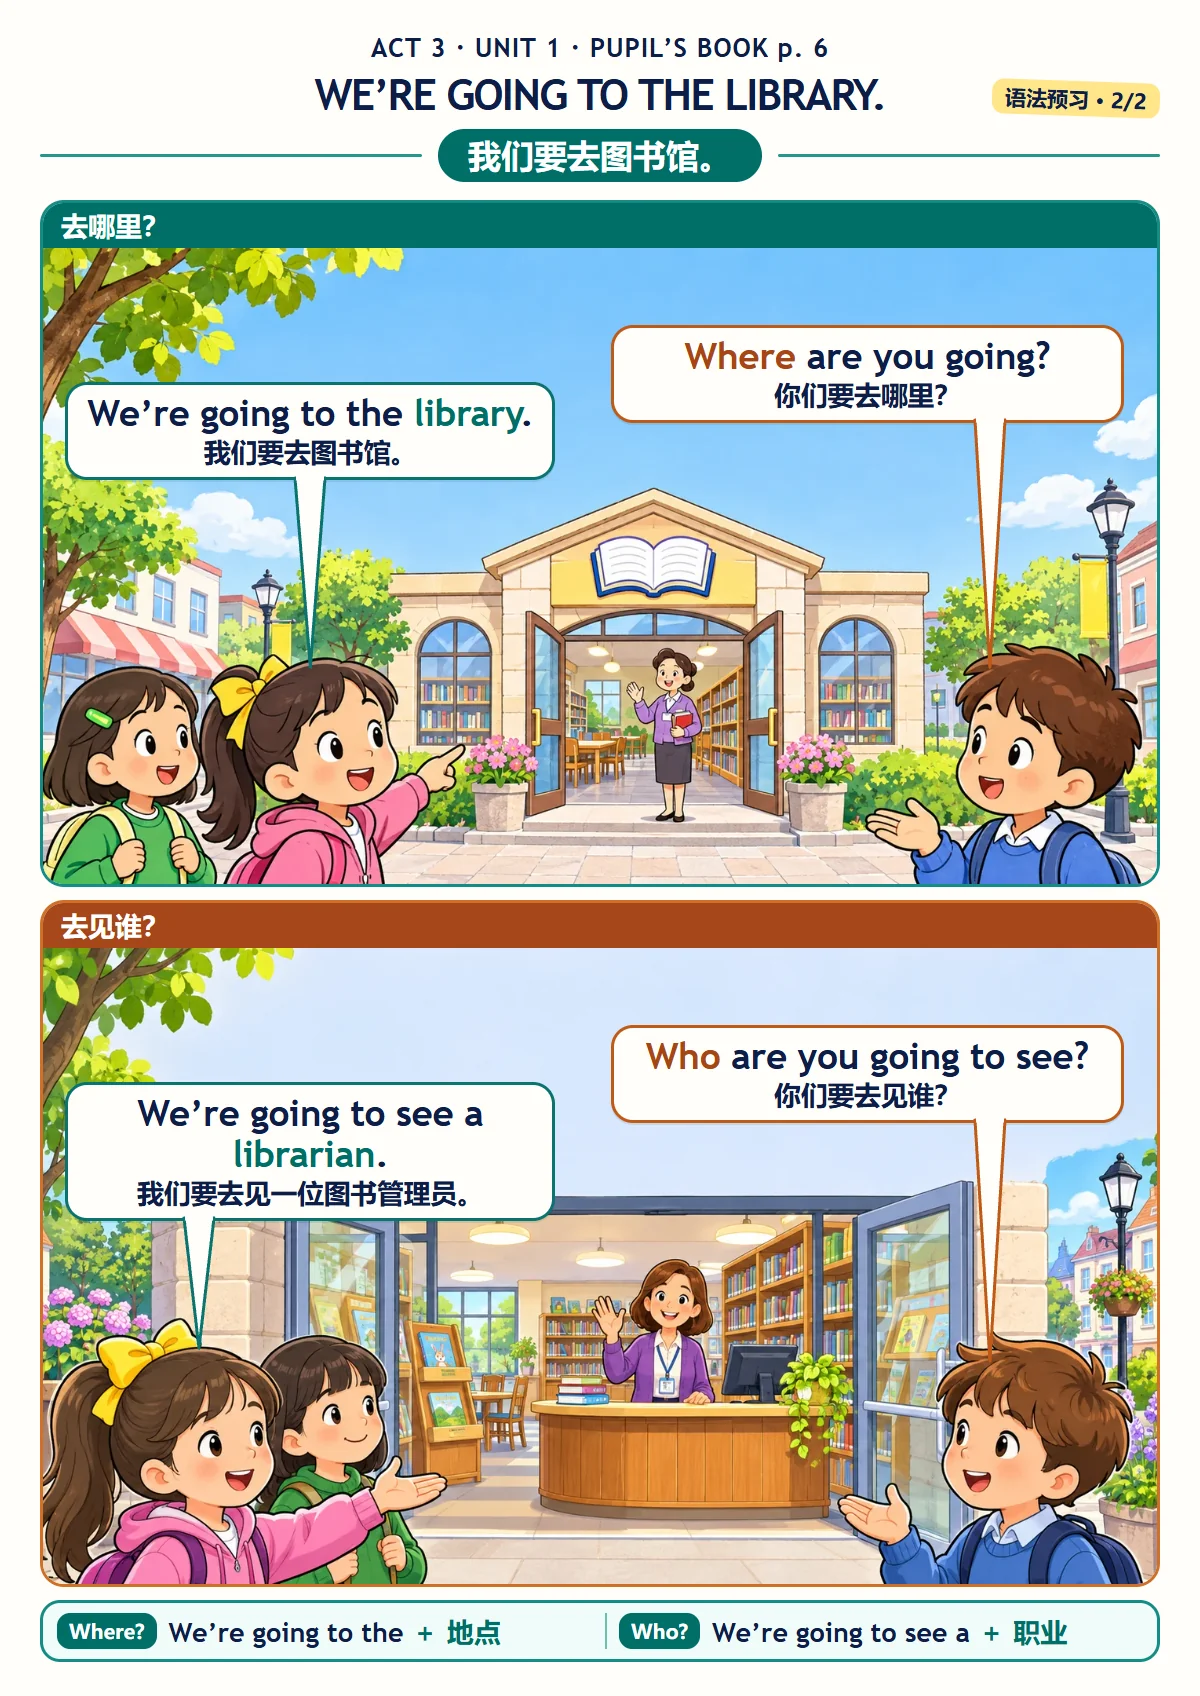 ACT 3 · UNIT 1 · PUPIL’S BOOK p. 6
WE’RE GOING TO THE LIBRARY.
语法预习 • 2/2
我们要去图书馆。
去哪里？
Where are you going?
你们要去哪里？
We’re going to the library.
我们要去图书馆。
去见谁？
Who are you going to see?
你们要去见谁？
We’re going to see a
librarian.
我们要去见一位图书管理员。
Where? We’re going to the + 地点
Who? We’re going to see a + 职业